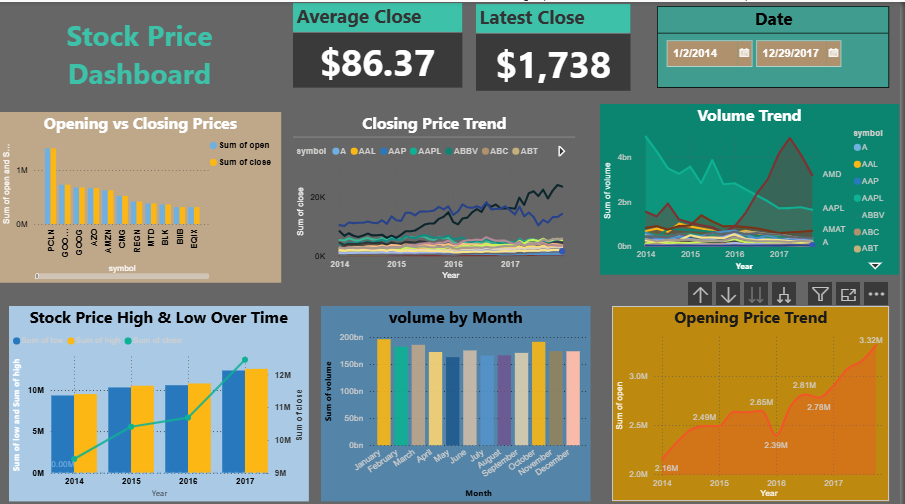 Stock Price
Dashboard
Average Close
$86.37
Latest Close
$1,738
Date
1/2/2014
12/29/2017
Opening vs Closing Prices
Sum of open
Sum of close
Sum of open and S...
1M
0M
PCLN
GOO...
GOOG
AZO
AMZN
CMG
REGN
MTD
BLK
BIIB
EQIX
symbol
Closing Price Trend
symbol A AAL AAP AAPL ABBV ABC ABT
Sum of close
20K
0K
2014 2015 2016 2017
Year
Volume Trend
Sum of volume
4bn
2bn
0bn
AMD
AAPL
AMAT
A
2014 2015 2016 2017
Year
symbol
A
AAL
AAP
AAPL
ABBV
ABC
ABT
Stock Price High & Low Over Time
Sum of low Sum of high Sum of close
Sum of low and Sum of high
10M
5M
0M
0.00M
12M
11M
10M
9M
Sum of close
2014 2015 2016 2017
Year
volume by Month
Sum of volume
200bn
150bn
100bn
50bn
0bn
January
February
March
April
May
June
July
August
September
October
November
December
Month
Opening Price Trend
Sum of open
3.0M
2.5M
2.0M
2.16M
2.49M
2.65M
2.39M
2.81M
2.78M
3.32M
2014 2015 2016 2017
Year